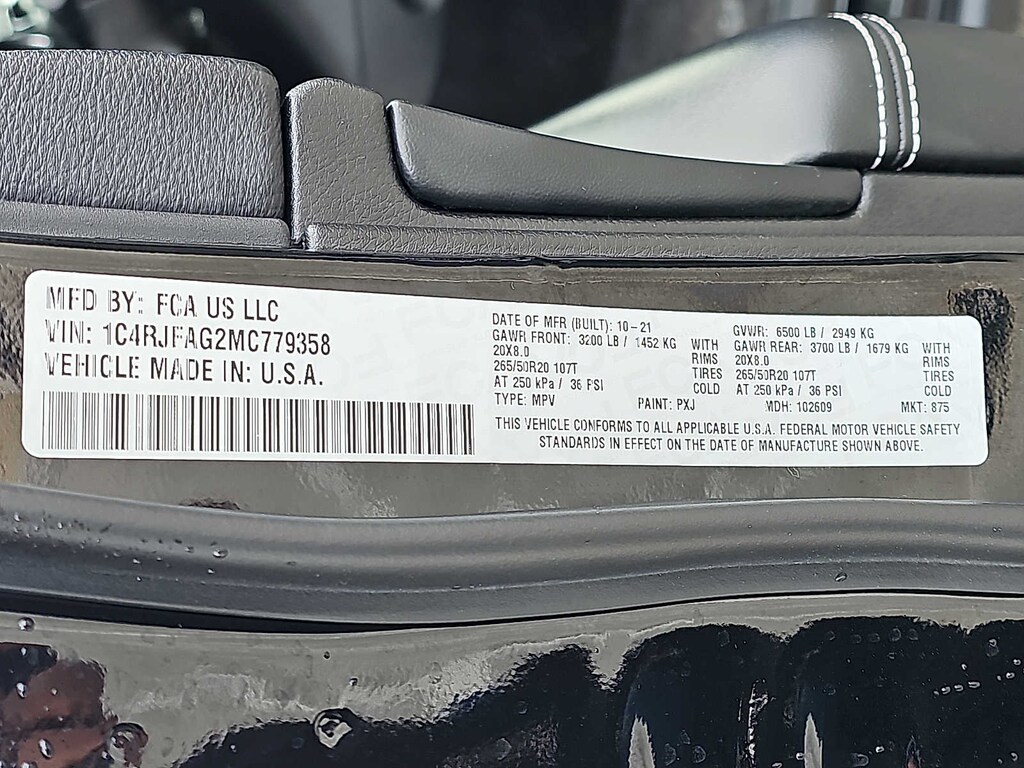 MFD BY: FCA US LLC
VIN: 1C4RJFAG2MC779358
VEHICLE MADE IN: U.S.A.
DATE OF MFR (BUILT): 10-21
GAWR FRONT: 3200 LB / 1452 KG WITH
20X8.0 RIMS
265/50R20 107T TIRES
AT 250 kPa / 36 PSI COLD
TYPE: MPV PAINT: PXJ
GVWR: 6500 LB / 2949 KG
GAWR REAR: 3700 LB / 1679 KG WITH
20X8.0 RIMS
265/50R20 107T TIRES
AT 250 kPa / 36 PSI COLD
MDH: 102609 MKT: 875
THIS VEHICLE CONFORMS TO ALL APPLICABLE U.S.A. FEDERAL MOTOR VEHICLE SAFETY
STANDARDS IN EFFECT ON THE DATE OF MANUFACTURE SHOWN ABOVE.